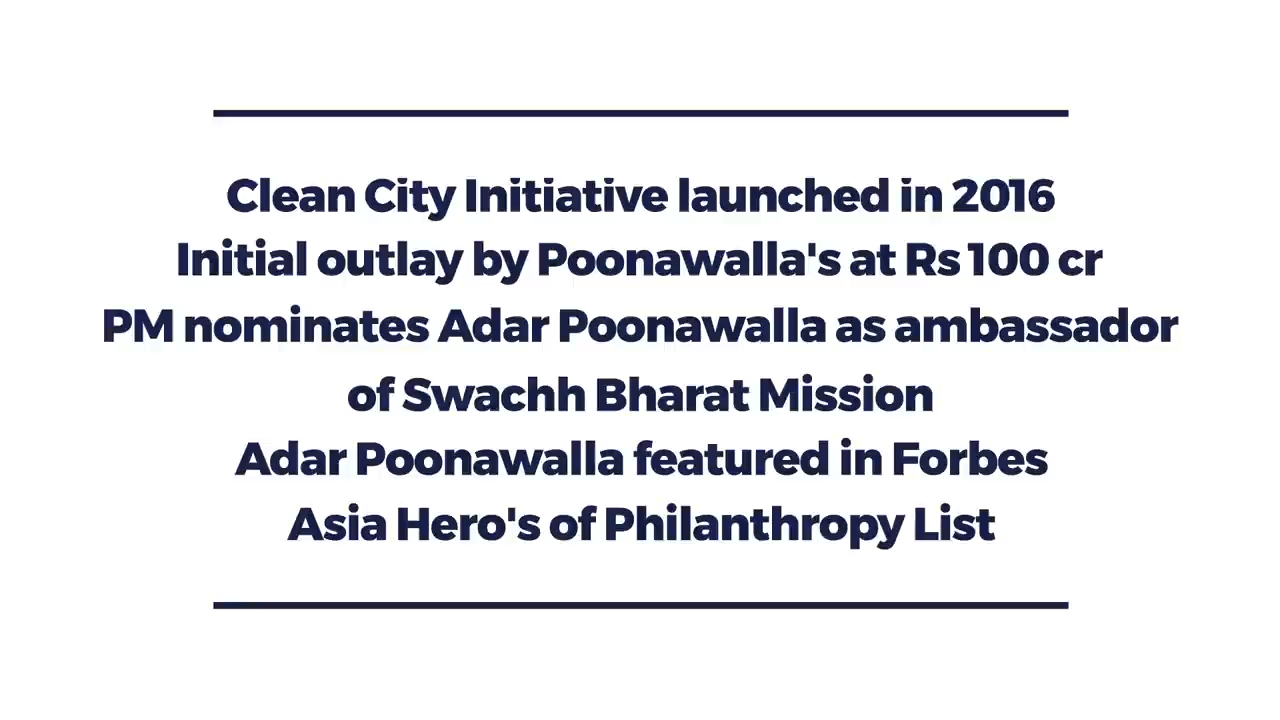 Clean City Initiative launched in 2016
Initial outlay by Poonawalla's at Rs 100 cr
PM nominates Adar Poonawalla as ambassador
of Swachh Bharat Mission
Adar Poonawalla featured in Forbes
Asia Hero's of Philanthropy List